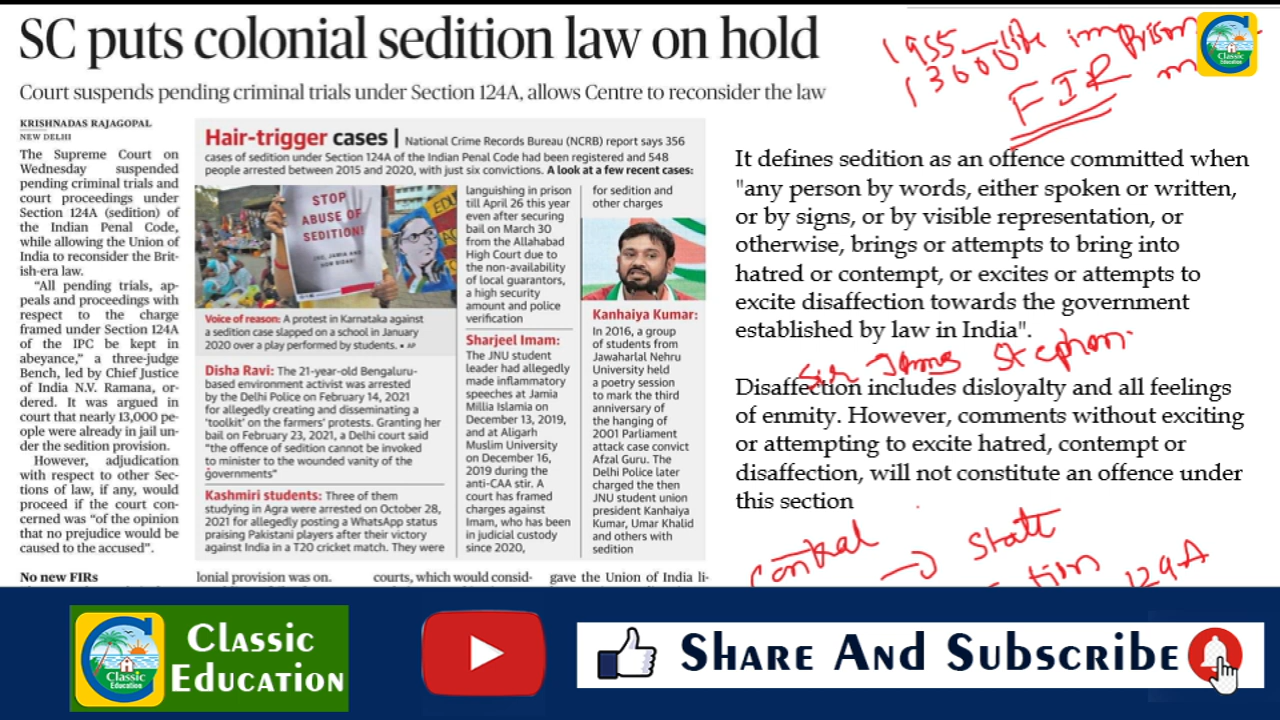 SC puts colonial sedition law on hold
Court suspends pending criminal trials under Section 124A, allows Centre to reconsider the law
KRISHNADAS RAJAGOPAL
NEW DELHI
The Supreme Court on
Wednesday suspended
pending criminal trials and
court proceedings under
Section 124A (sedition) of
the Indian Penal Code,
while allowing the Union of
India to reconsider the Brit-
ish-era law.
“All pending trials, ap-
peals and proceedings with
respect to the charge
framed under Section 124A
of the IPC be kept in
abeyance,” a three-judge
Bench, led by Chief Justice
of India N.V. Ramana, or-
dered. It was argued in
court that nearly 13,000 pe-
ople were already in jail un-
der the sedition provision.
However, adjudication
with respect to other Sec-
tions of law, if any, would
proceed if the court con-
cerned was “of the opinion
that no prejudice would be
caused to the accused”.
No new FIRs
Hair-trigger cases | National Crime Records Bureau (NCRB) report says 356
cases of sedition under Section 124A of the Indian Penal Code had been registered and 548
people arrested between 2015 and 2020, with just six convictions. A look at a few recent cases:
STOP
ABUSE OF
SEDITION!
Voice of reason: A protest in Karnataka against
a sedition case slapped on a school in January
2020 over a play performed by students. • AP
Disha Ravi: The 21-year-old Bengaluru-
based environment activist was arrested
by the Delhi Police on February 14, 2021
for allegedly creating and disseminating a
‘toolkit’ on the farmers’ protests. Granting her
bail on February 23, 2021, a Delhi court said
“the offence of sedition cannot be invoked
to minister to the wounded vanity of the
governments”
Kashmiri students: Three of them
studying in Agra were arrested on October 28,
2021 for allegedly posting a WhatsApp status
praising Pakistani players after their victory
against India in a T20 cricket match. They were
languishing in prison
till April 26 this year
even after securing
bail on March 30
from the Allahabad
High Court due to
the non-availability
of local guarantors,
a high security
amount and police
verification
Sharjeel Imam:
The JNU student
leader had allegedly
made inflammatory
speeches at Jamia
Millia Islamia on
December 13, 2019,
and at Aligarh
Muslim University
on December 16,
2019 during the
anti-CAA stir. A
court has framed
charges against
Imam, who has been
in judicial custody
since 2020,
for sedition and
other charges
Kanhaiya Kumar:
In 2016, a group
of students from
Jawaharlal Nehru
University held
a poetry session
to mark the third
anniversary of
the hanging of
2001 Parliament
attack case convict
Afzal Guru. The
Delhi Police later
charged the then
JNU student union
president Kanhaiya
Kumar, Umar Khalid
and others with
sedition
lonial provision was on.
courts, which would consid-
gave the Union of India li-
1955 — life imprison
FIR
It defines sedition as an offence committed when
"any person by words, either spoken or written,
or by signs, or by visible representation, or
otherwise, brings or attempts to bring into
hatred or contempt, or excites or attempts to
excite disaffection towards the government
established by law in India".
Sir James Stephen
Disaffection includes disloyalty and all feelings
of enmity. However, comments without exciting
or attempting to excite hatred, contempt or
disaffection, will not constitute an offence under
this section
Central → State
124A
Classic
Education
Classic
Education
Classic
Education
Share And Subscribe